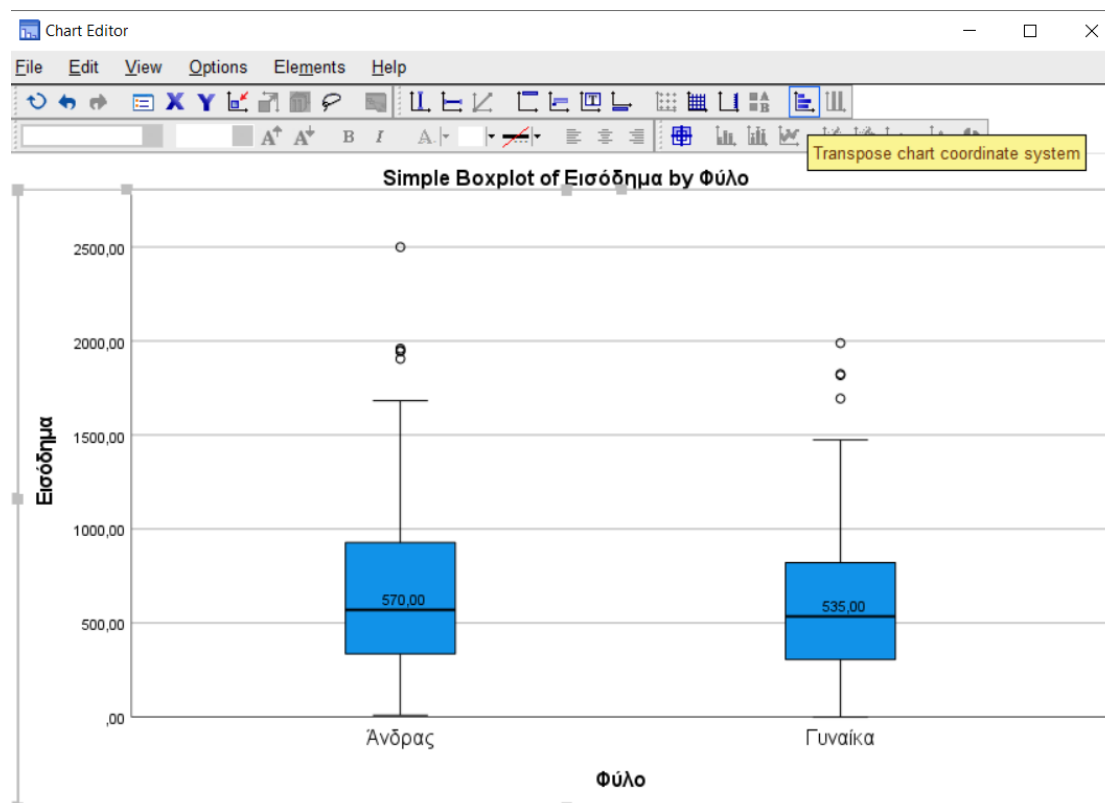 Chart Editor
File Edit View Options Elements Help
X Y
A A B I A
Transpose chart coordinate system
Simple Boxplot of Εισόδημα by Φύλο
2500,00
2000,00
1500,00
1000,00
500,00
,00
Εισόδημα
570,00
535,00
Άνδρας Γυναίκα
Φύλο